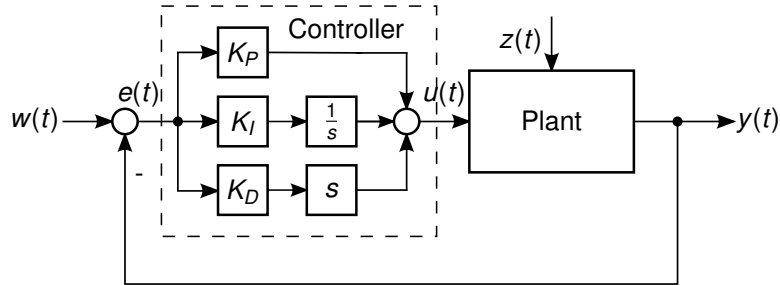 Controller
K_P
z(t)
e(t)
u(t)
w(t)
K_I
1/s
Plant
y(t)
-
K_D
s